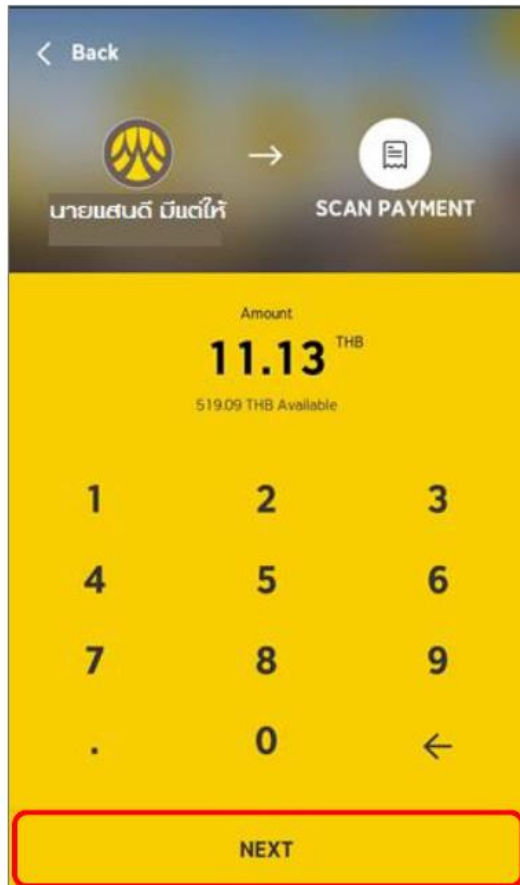 Back
นายแสนดี มีแต่ให้
SCAN PAYMENT
Amount
11.13 THB
519.09 THB Available
1 2 3
4 5 6
7 8 9
. 0
NEXT